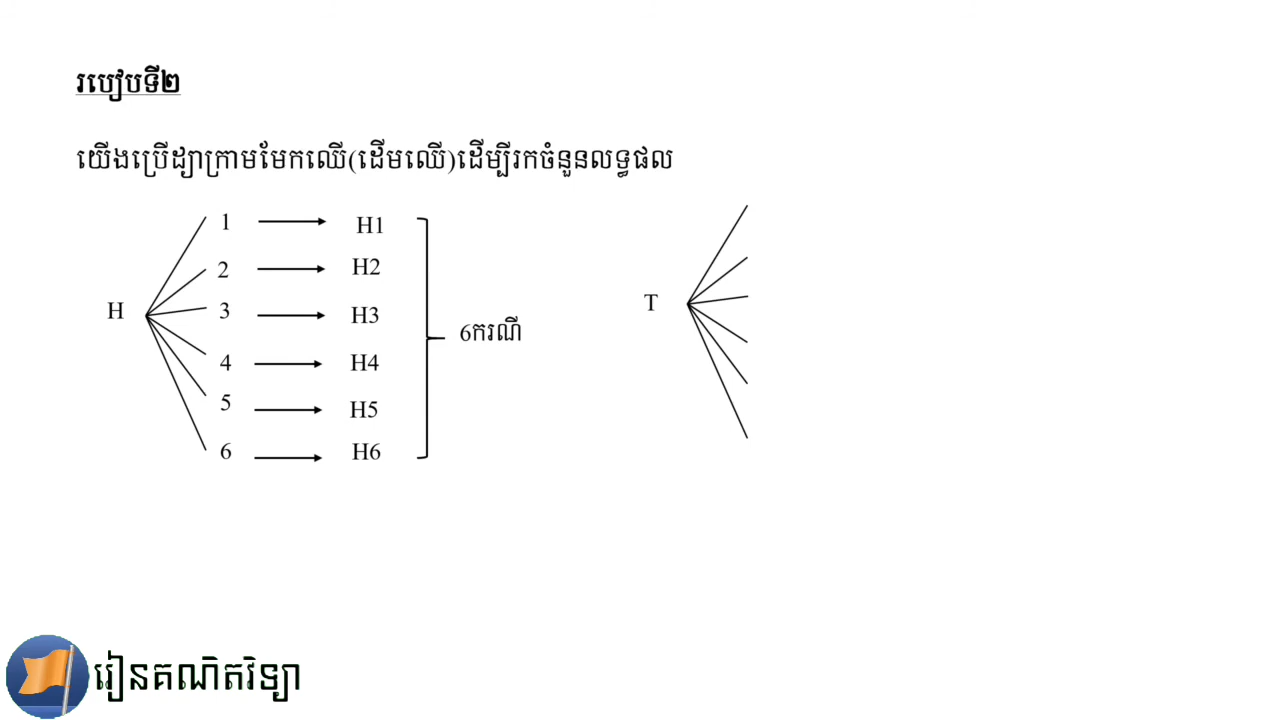 របៀបទី២
យើងប្រើដ្យាក្រាមមែកឈើ(ដើមឈើ)ដើម្បីរកចំនួនលទ្ធផល
H
1 H1
2 H2
3 H3
4 H4
5 H5
6 H6
6ករណី
T
រៀនគណិតវិទ្យា